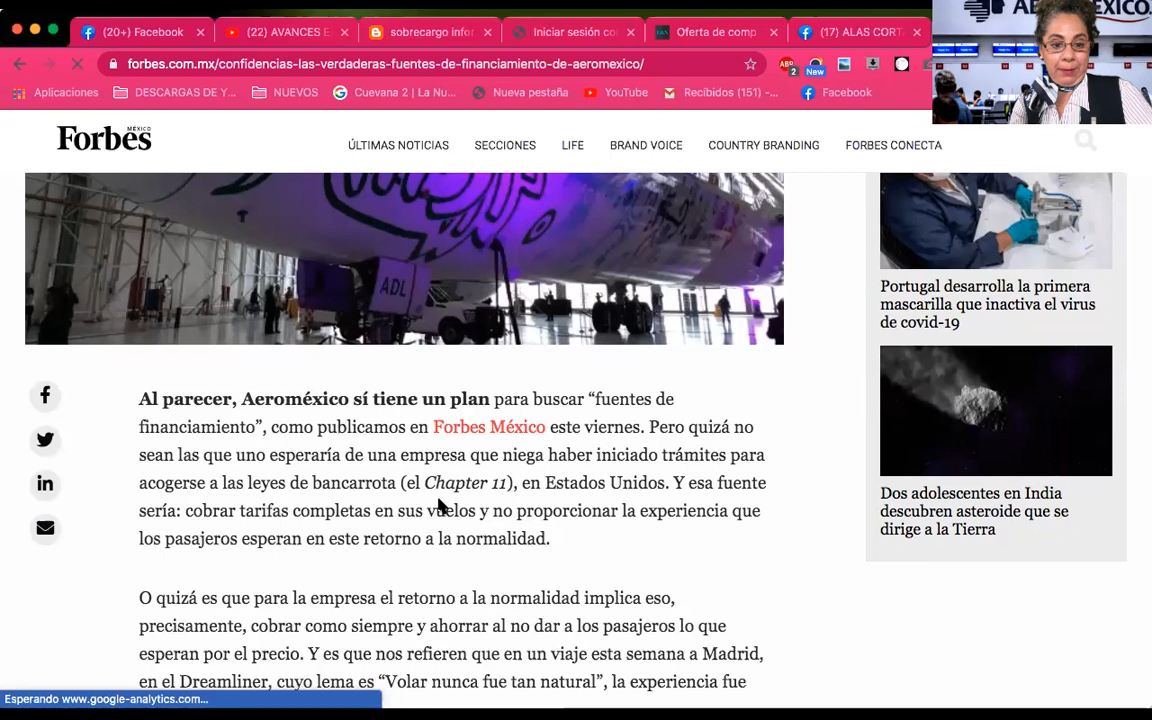 (20+) Facebook
(22) AVANCES E
sobrecargo infor
Iniciar sesión co
Oferta de comp
(17) ALAS CORTA
forbes.com.mx/confidencias-las-verdaderas-fuentes-de-financiamiento-de-aeromexico/
ABP
2
New
Aplicaciones
DESCARGAS DE Y...
NUEVOS
Cuevana 2 | La Nu...
Nueva pestaña
YouTube
Recibidos (151) -...
Facebook
Forbes
MÉXICO
ÚLTIMAS NOTICIAS
SECCIONES
LIFE
BRAND VOICE
COUNTRY BRANDING
FORBES CONECTA
ADL
Al parecer, Aeroméxico sí tiene un plan para buscar “fuentes de
financiamiento”, como publicamos en Forbes México este viernes. Pero quizá no
sean las que uno esperaría de una empresa que niega haber iniciado trámites para
acogerse a las leyes de bancarrota (el Chapter 11), en Estados Unidos. Y esa fuente
sería: cobrar tarifas completas en sus vuelos y no proporcionar la experiencia que
los pasajeros esperan en este retorno a la normalidad.
O quizá es que para la empresa el retorno a la normalidad implica eso,
precisamente, cobrar como siempre y ahorrar al no dar a los pasajeros lo que
esperan por el precio. Y es que nos refieren que en un viaje esta semana a Madrid,
en el Dreamliner, cuyo lema es “Volar nunca fue tan natural”, la experiencia fue
Portugal desarrolla la primera
mascarilla que inactiva el virus
de covid-19
Dos adolescentes en India
descubren asteroide que se
dirige a la Tierra
Esperando www.google-analytics.com...